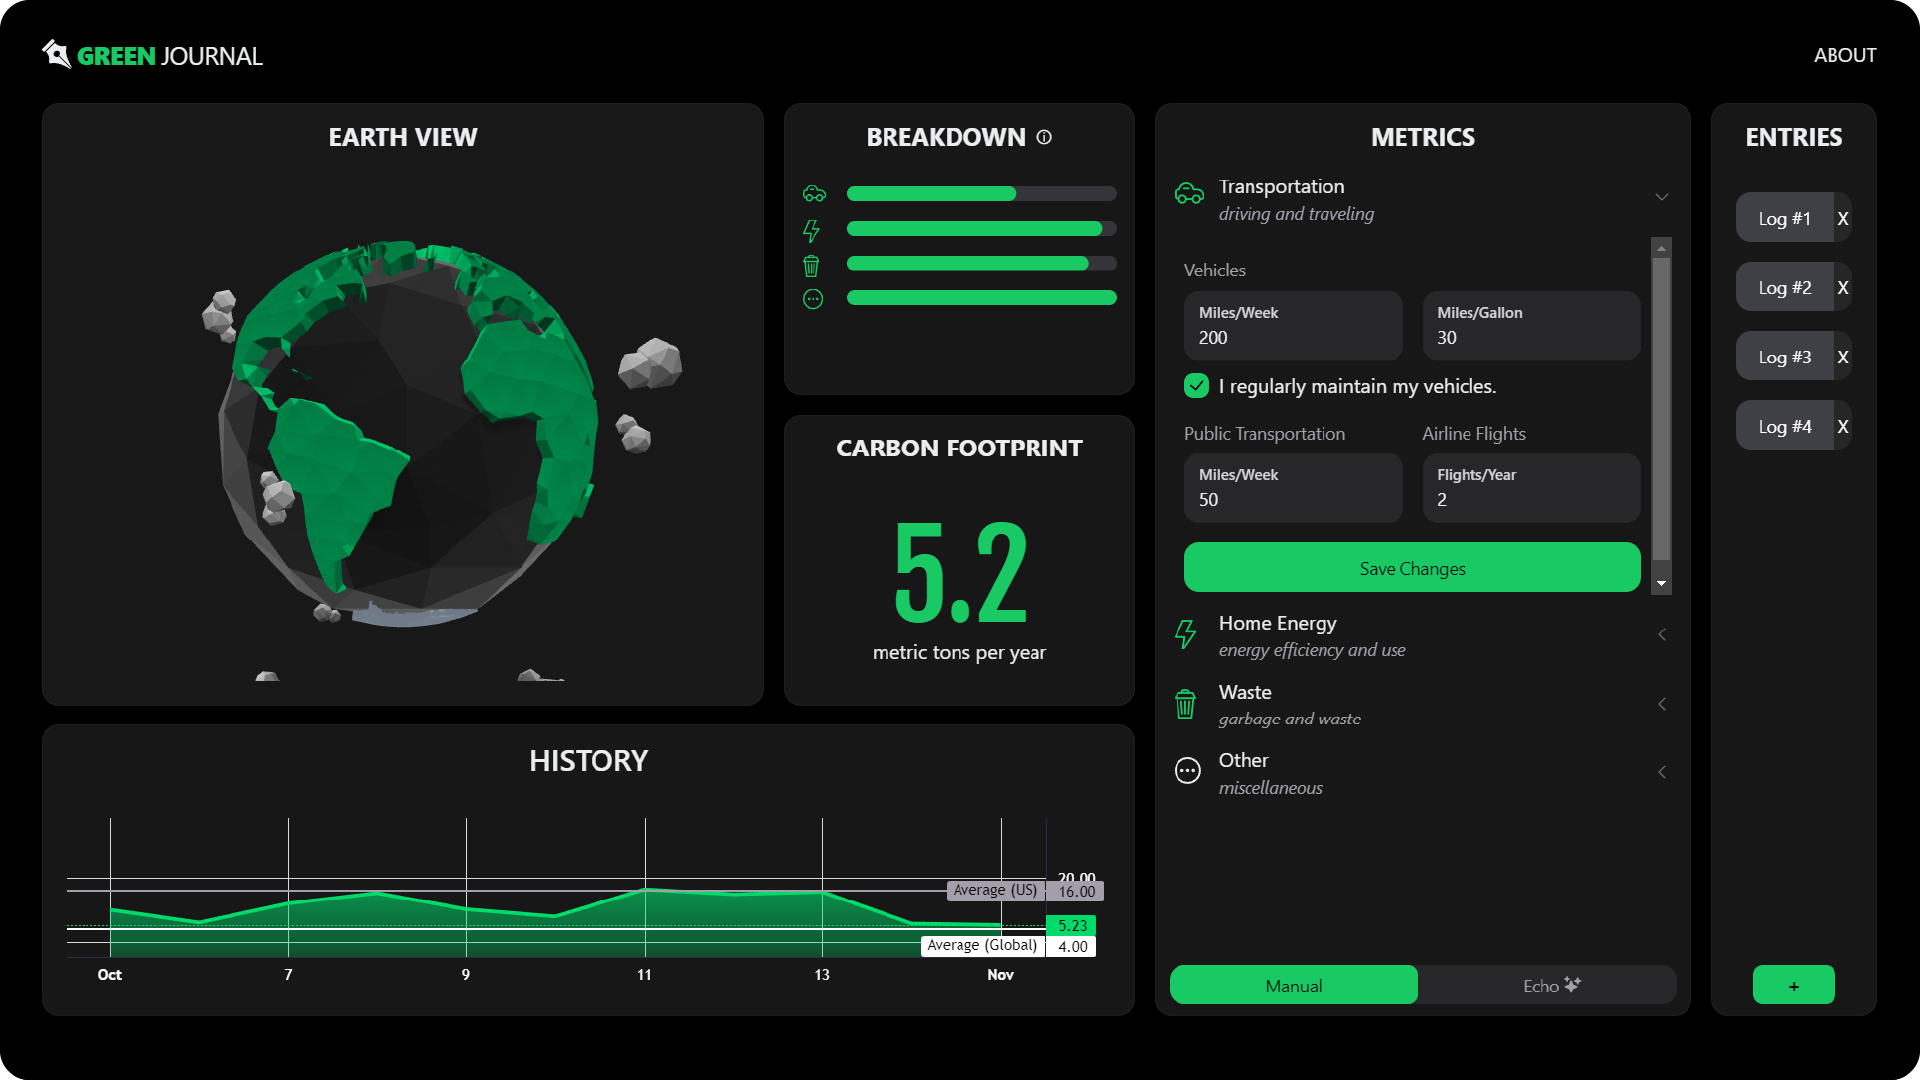 GREEN JOURNAL
ABOUT
EARTH VIEW
BREAKDOWN
CARBON FOOTPRINT
5.2
metric tons per year
HISTORY
20.00
Average (US) 16.00
5.23
Average (Global) 4.00
Oct 7 9 11 13 Nov
METRICS
Transportation
driving and traveling
Vehicles
Miles/Week
200
Miles/Gallon
30
I regularly maintain my vehicles.
Public Transportation
Miles/Week
50
Airline Flights
Flights/Year
2
Save Changes
Home Energy
energy efficiency and use
Waste
garbage and waste
Other
miscellaneous
Manual
Echo
ENTRIES
Log #1 X
Log #2 X
Log #3 X
Log #4 X
+